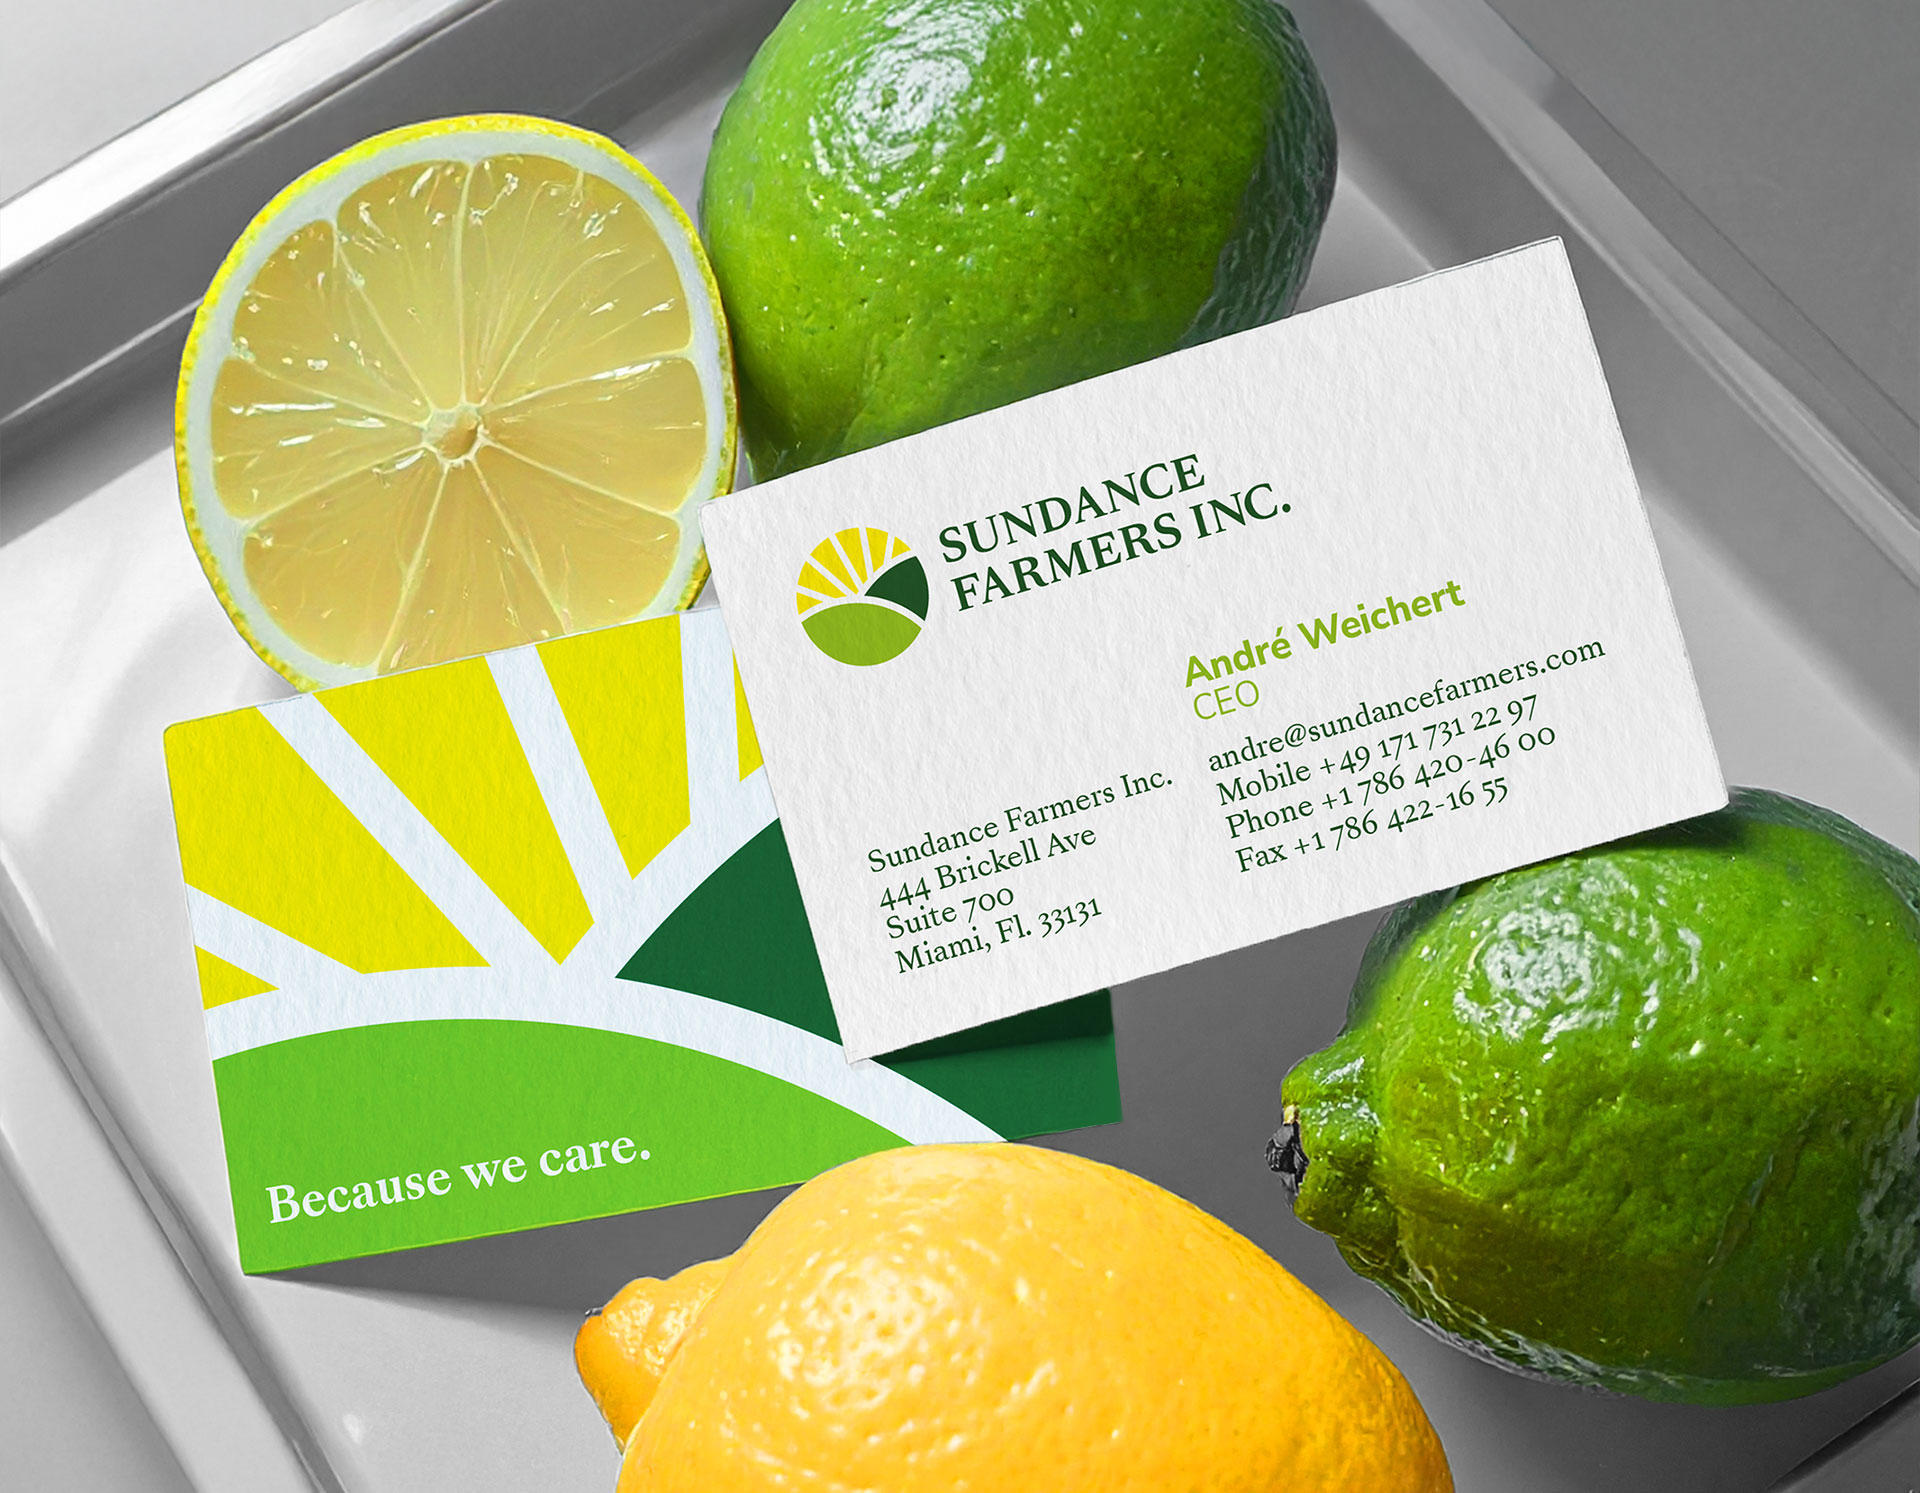 SUNDANCE
FARMERS INC.
André Weichert
CEO
andre@sundancefarmers.com
Mobile +49 171 731 22 97
Phone +1 786 420-46 00
Fax +1 786 422-16 55
Sundance Farmers Inc.
444 Brickell Ave
Suite 700
Miami, Fl. 33131
Because we care.